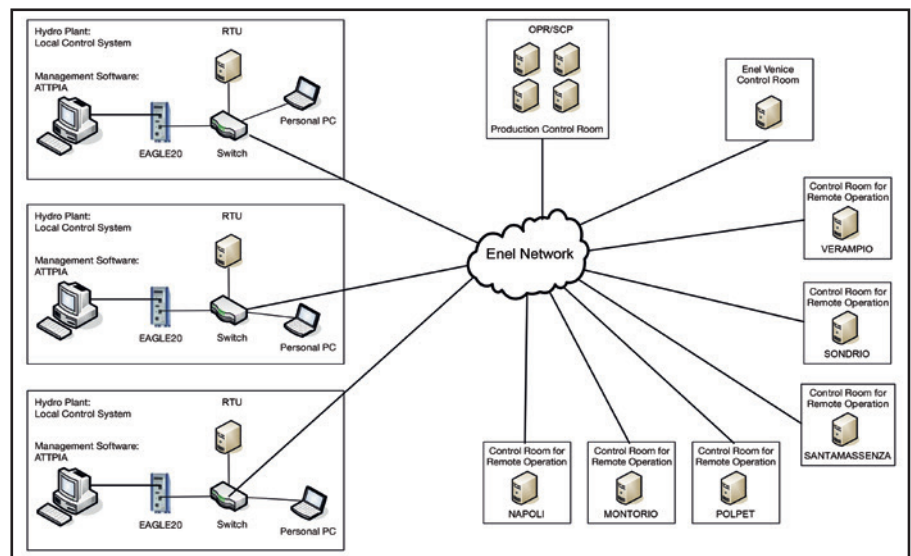 Hydro Plant:
Local Control System
RTU
Management Software:
ATTPIA
EAGLE20
Switch
Personal PC
Hydro Plant:
Local Control System
RTU
Management Software:
ATTPIA
EAGLE20
Switch
Personal PC
Hydro Plant:
Local Control System
RTU
Management Software:
ATTPIA
EAGLE20
Switch
Personal PC
OPR/SCP
Production Control Room
Enel Venice
Control Room
Enel Network
Control Room for
Remote Operation
VERAMPIO
Control Room for
Remote Operation
SONDRIO
Control Room for
Remote Operation
SANTAMASSENZA
Control Room for
Remote Operation
NAPOLI
Control Room for
Remote Operation
MONTORIO
Control Room for
Remote Operation
POLPET